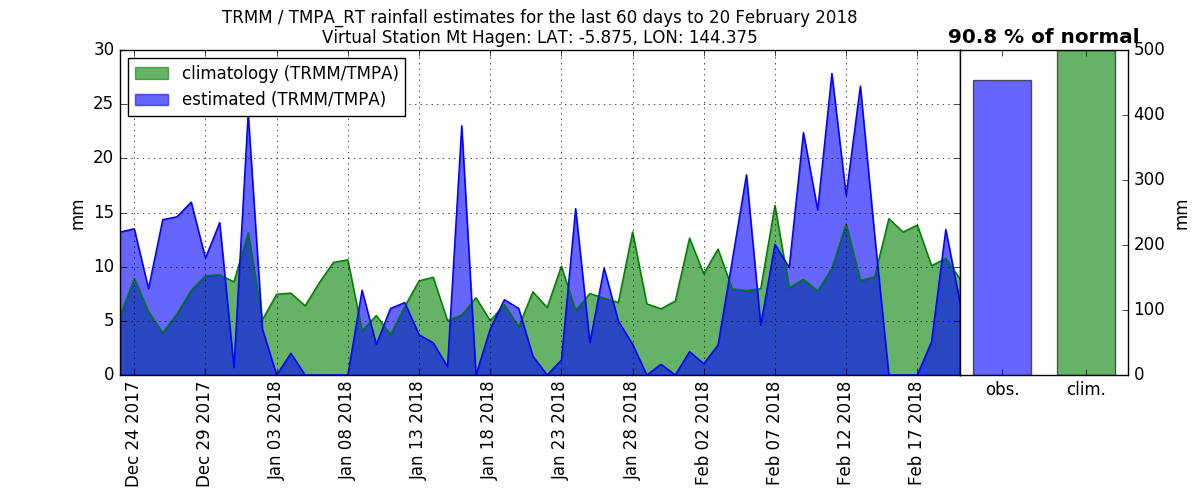 TRMM / TMPA_RT rainfall estimates for the last 60 days to 20 February 2018
Virtual Station Mt Hagen: LAT: -5.875, LON: 144.375
90.8 % of normal
climatology (TRMM/TMPA)
estimated (TRMM/TMPA)
mm
30
25
20
15
10
5
0
Dec 24 2017
Dec 29 2017
Jan 03 2018
Jan 08 2018
Jan 13 2018
Jan 18 2018
Jan 23 2018
Jan 28 2018
Feb 02 2018
Feb 07 2018
Feb 12 2018
Feb 17 2018
obs.
clim.
500
400
300
200
100
0
mm